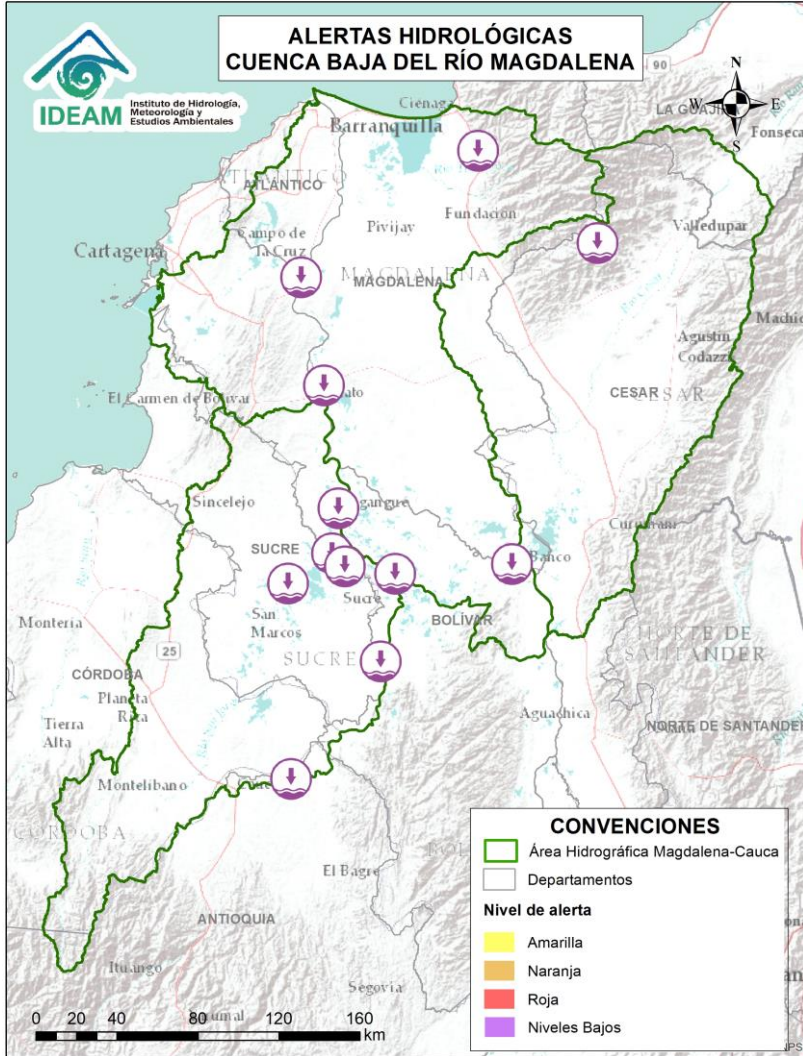 ALERTAS HIDROLÓGICAS
CUENCA BAJA DEL RÍO MAGDALENA
IDEAM
Instituto de Hidrología,
Meteorología y
Estudios Ambientales
90
N
W
E
S
LA GUAJIRA
Fonseca
Ciénaga
Barranquilla
ATLÁNTICO
ATLÁNTICO
Campo de
la Cruz
Pivijay
Fundación
Valledupar
Cartagena
MAGDALENA
MAGDALENA
Agustín
Codazzi
El Carmen de Bolívar
CESAR
CESAR
Sincelejo
Curumaní
SUCRE
Banco
San
Marcos
Sucre
BOLÍVAR
Montería
SUCRE
25
NORTE DE
SANTANDER
CÓRDOBA
Planeta
Rica
Tierra
Alta
Aguachica
NORTE DE SANTANDER
Montelíbano
CÓRDOBA
El Bagre
ANTIOQUIA
Ituango
Segovia
0 40 80 120 160
km
CONVENCIONES
Área Hidrográfica Magdalena-Cauca
Departamentos
Nivel de alerta
Amarilla
Naranja
Roja
Niveles Bajos